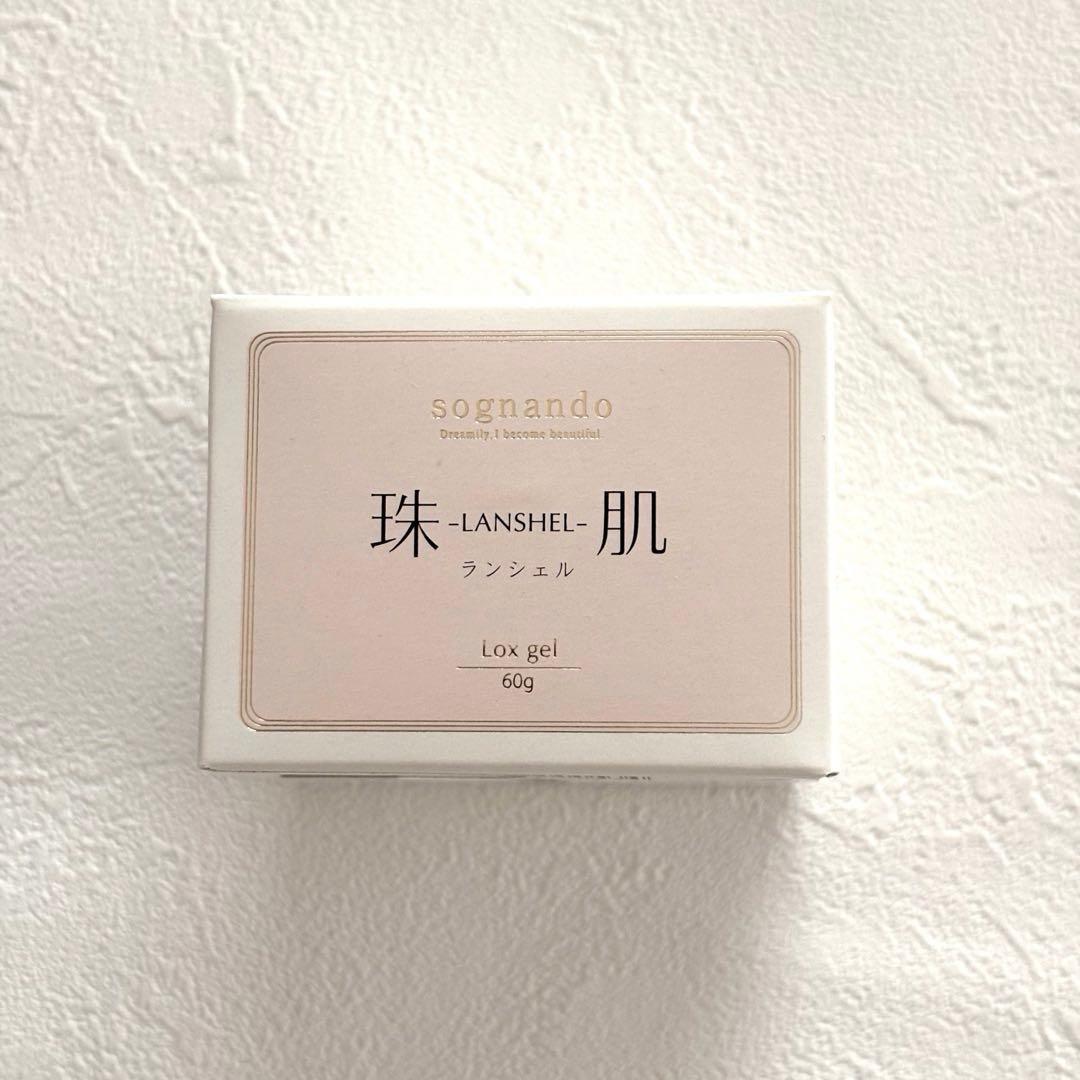 sognando
Dreamily, I become beautiful
珠-LANSHEL-肌
ランシェル
Lox gel
60g